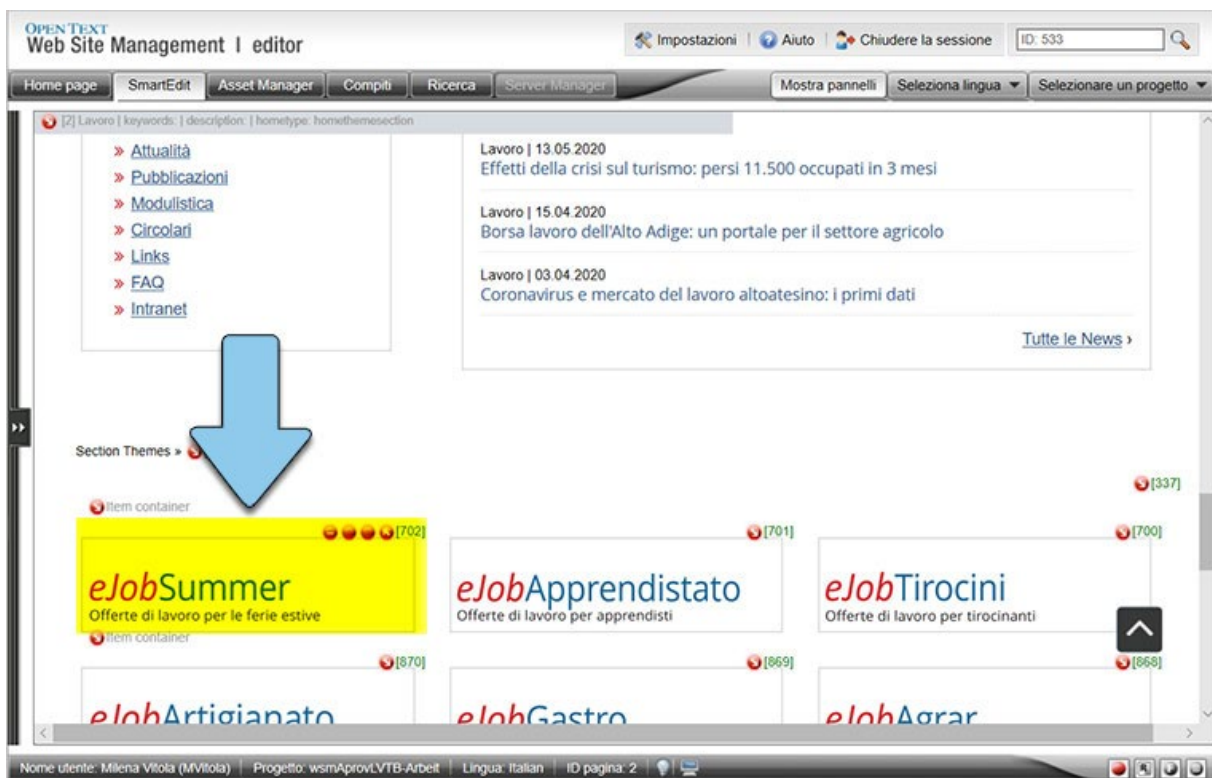 OPEN TEXT
Web Site Management | editor
Impostazioni | Aiuto | Chiudere la sessione
ID: 533
Home page SmartEdit Asset Manager Compiti Ricerca Server Manager
Mostra pannelli Seleziona lingua Selezionare un progetto
[2] Lavoro | keywords: | description: | hometype: homethemesection
» Attualità
» Pubblicazioni
» Modulistica
» Circolari
» Links
» FAQ
» Intranet
Lavoro | 13.05.2020
Effetti della crisi sul turismo: persi 11.500 occupati in 3 mesi
Lavoro | 15.04.2020
Borsa lavoro dell'Alto Adige: un portale per il settore agricolo
Lavoro | 03.04.2020
Coronavirus e mercato del lavoro altoatesino: i primi dati
Tutte le News ›
Section Themes »
[337]
Item container
[702]
eJobSummer
Offerte di lavoro per le ferie estive
[701]
eJobApprendistato
Offerte di lavoro per apprendisti
[700]
eJobTirocini
Offerte di lavoro per tirocinanti
Item container
[870]
eJobArtigianato
[869]
eJobGastro
[868]
eJobAgrar
Nome utente: Milena Vitola (MVitola) | Progetto: wsmAprovLVTB-Arbeit | Lingua: Italian | ID pagina: 2